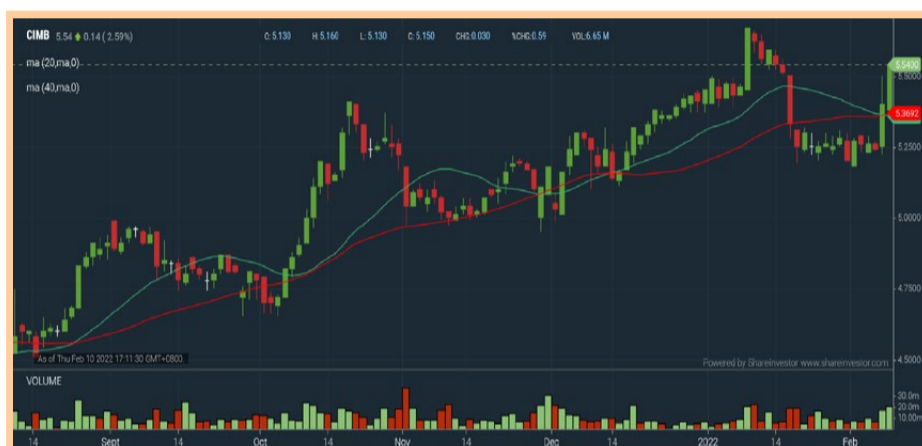 CIMB 5.54 0.14 ( 2.59%) O: 5.130 H: 5.160 L: 5.130 C: 5.150 CHG:0.030 %CHG:0.59 VOL:6.65 M
ma (20,ma,0)
ma (40,ma,0)
5.5400
5.5000
5.3692
5.2500
5.0000
4.7500
4.5000
As of Thu Feb 10 2022 17:11:30 GMT+0800
Powered by ShareInvestor www.shareinvestor.com
VOLUME
30.0m
20.0m
10.00m
14 Sept 14 Oct 14 Nov 14 Dec 14 2022 14 Feb